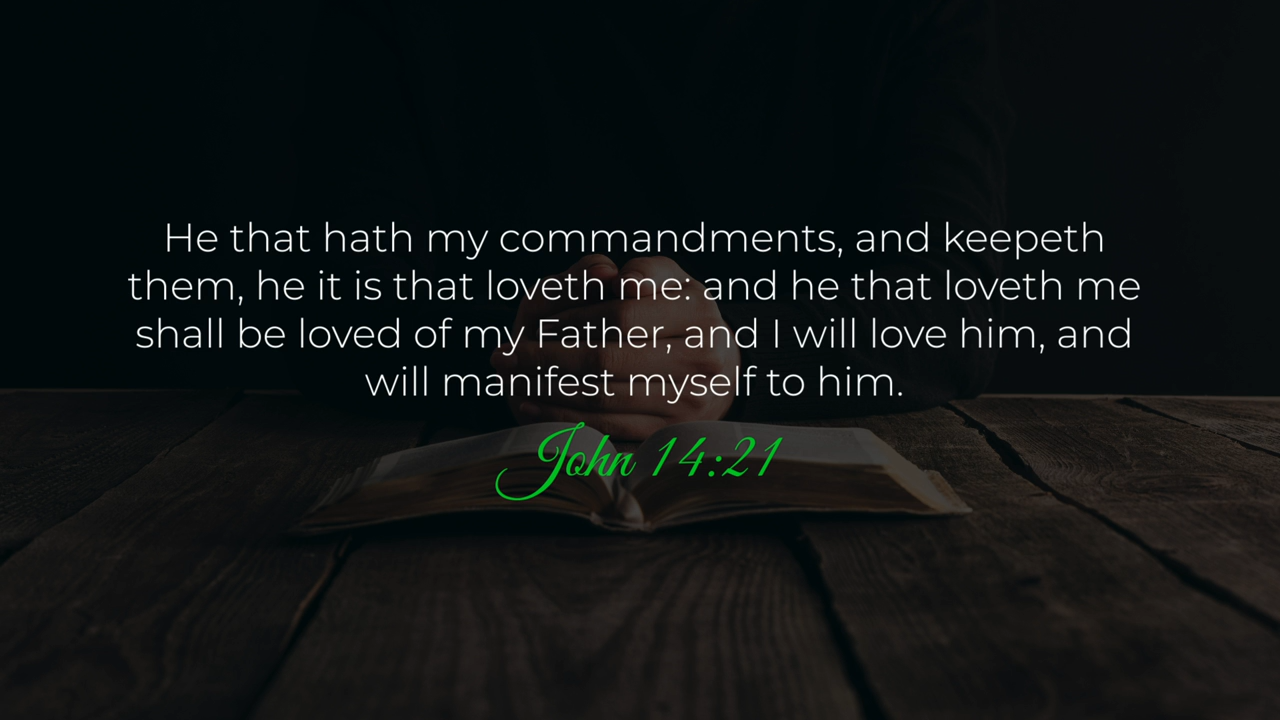 He that hath my commandments, and keepeth
them, he it is that loveth me: and he that loveth me
shall be loved of my Father, and I will love him, and
will manifest myself to him.
John 14:21